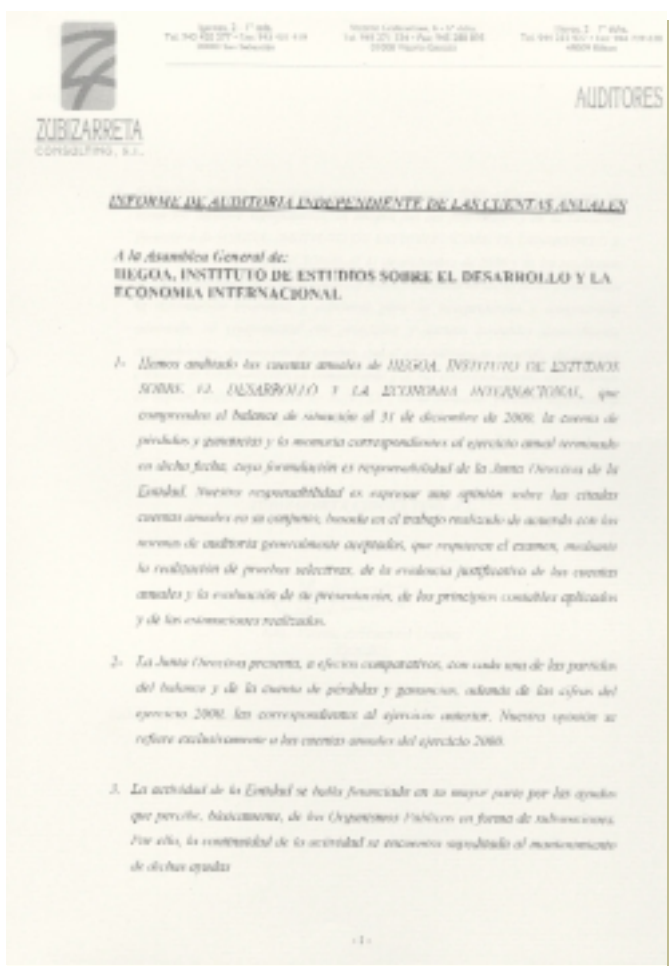 AUDITORES
ZUBIZARRETA
CONSULTING, S.L.
INFORME DE AUDITORIA INDEPENDIENTE DE LAS CUENTAS ANUALES
A la Asamblea General de:
HEGOA, INSTITUTO DE ESTUDIOS SOBRE EL DESARROLLO Y LA
ECONOMIA INTERNACIONAL
1- Hemos auditado las cuentas anuales de HEGOA, INSTITUTO DE ESTUDIOS
SOBRE EL DESARROLLO Y LA ECONOMIA INTERNACIONAL, que
comprenden el balance de situación al 31 de diciembre de 2000, la cuenta de
pérdidas y ganancias y la memoria correspondientes al ejercicio anual terminado
en dicha fecha, cuya formulación es responsabilidad de la Junta Directiva de la
Entidad. Nuestra responsabilidad es expresar una opinión sobre las citadas
cuentas anuales en su conjunto, basada en el trabajo realizado de acuerdo con las
normas de auditoría generalmente aceptadas, que requieren el examen, mediante
la realización de pruebas selectivas, de la evidencia justificativa de las cuentas
anuales y la evaluación de su presentación, de los principios contables aplicados
y de las estimaciones realizadas.
2- La Junta Directiva presenta, a efectos comparativos, con cada una de las partidas
del balance y de la cuenta de pérdidas y ganancias, además de las cifras del
ejercicio 2000, las correspondientes al ejercicio anterior. Nuestra opinión se
refiere exclusivamente a las cuentas anuales del ejercicio 2000.
3. La actividad de la Entidad se halla financiada en su mayor parte por las ayudas
que percibe, básicamente, de los Organismos Públicos en forma de subvenciones.
Por ello, la continuidad de la actividad se encuentra supeditada al mantenimiento
de dichas ayudas
- 1 -